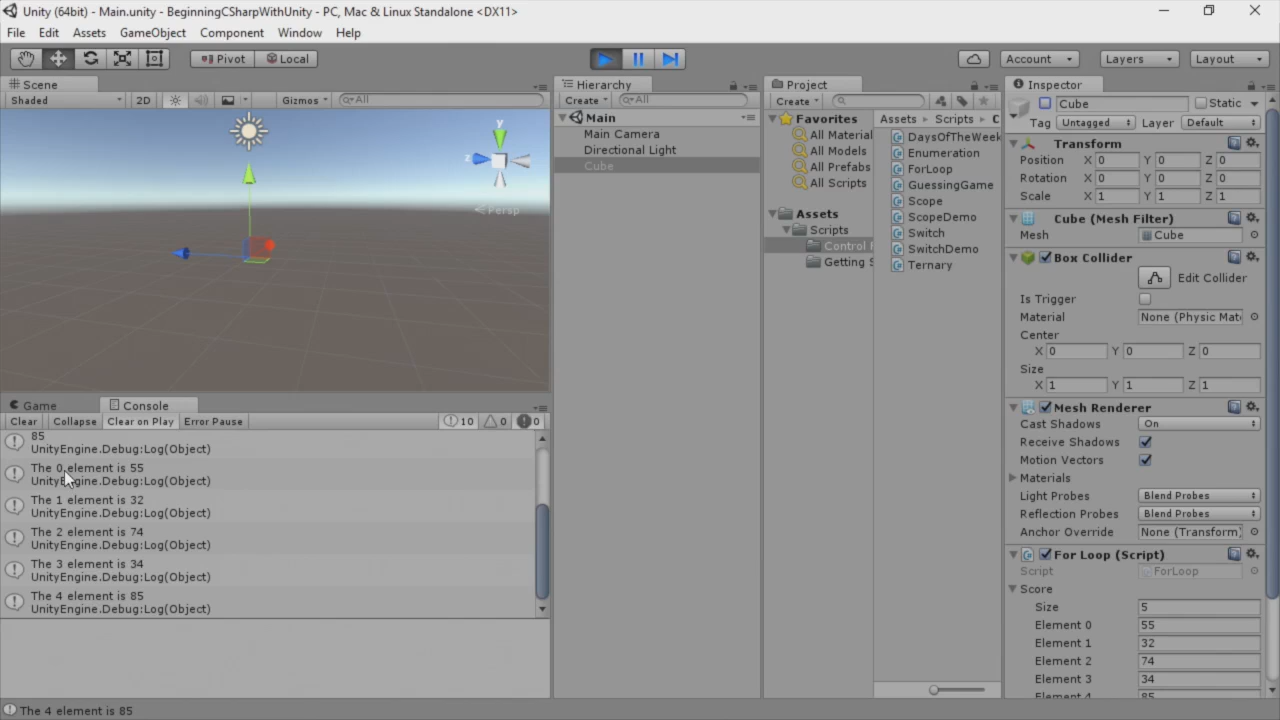 Unity (64bit) - Main.unity - BeginningCSharpWithUnity - PC, Mac & Linux Standalone <DX11>
File Edit Assets GameObject Component Window Help
Pivot Local Account Layers Layout
Scene
Shaded 2D Gizmos All
y
z
Persp
Game Console
Clear Collapse Clear on Play Error Pause 10 0 0
85
UnityEngine.Debug:Log(Object)
The 0 element is 55
UnityEngine.Debug:Log(Object)
The 1 element is 32
UnityEngine.Debug:Log(Object)
The 2 element is 74
UnityEngine.Debug:Log(Object)
The 3 element is 34
UnityEngine.Debug:Log(Object)
The 4 element is 85
UnityEngine.Debug:Log(Object)
The 4 element is 85
Hierarchy
Create All
Main
Main Camera
Directional Light
Cube
Project
Create
Favorites
All Material
All Models
All Prefabs
All Scripts
Assets
Scripts
Control
Getting S
Assets Scripts C
DaysOfTheWeek
Enumeration
ForLoop
GuessingGame
Scope
ScopeDemo
Switch
SwitchDemo
Ternary
Inspector
Cube Static
Tag Untagged Layer Default
Transform
Position X 0 Y 0 Z 0
Rotation X 0 Y 0 Z 0
Scale X 1 Y 1 Z 1
Cube (Mesh Filter)
Mesh Cube
Box Collider
Edit Collider
Is Trigger
Material None (Physic Mat
Center
X 0 Y 0 Z 0
Size
X 1 Y 1 Z 1
Mesh Renderer
Cast Shadows On
Receive Shadows
Motion Vectors
Materials
Light Probes Blend Probes
Reflection Probes Blend Probes
Anchor Override None (Transform)
For Loop (Script)
Script ForLoop
Score
Size 5
Element 0 55
Element 1 32
Element 2 74
Element 3 34
Element 4 85